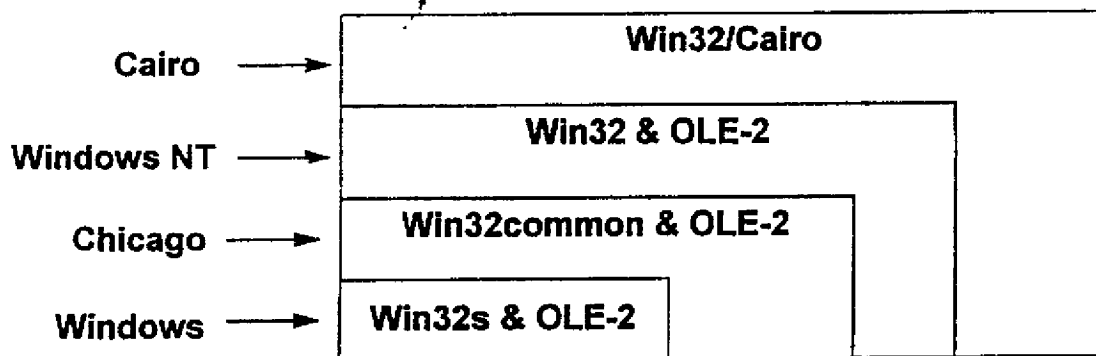 Win32/Cairo
Cairo
Win32 & OLE-2
Windows NT
Win32common & OLE-2
Chicago
Win32s & OLE-2
Windows